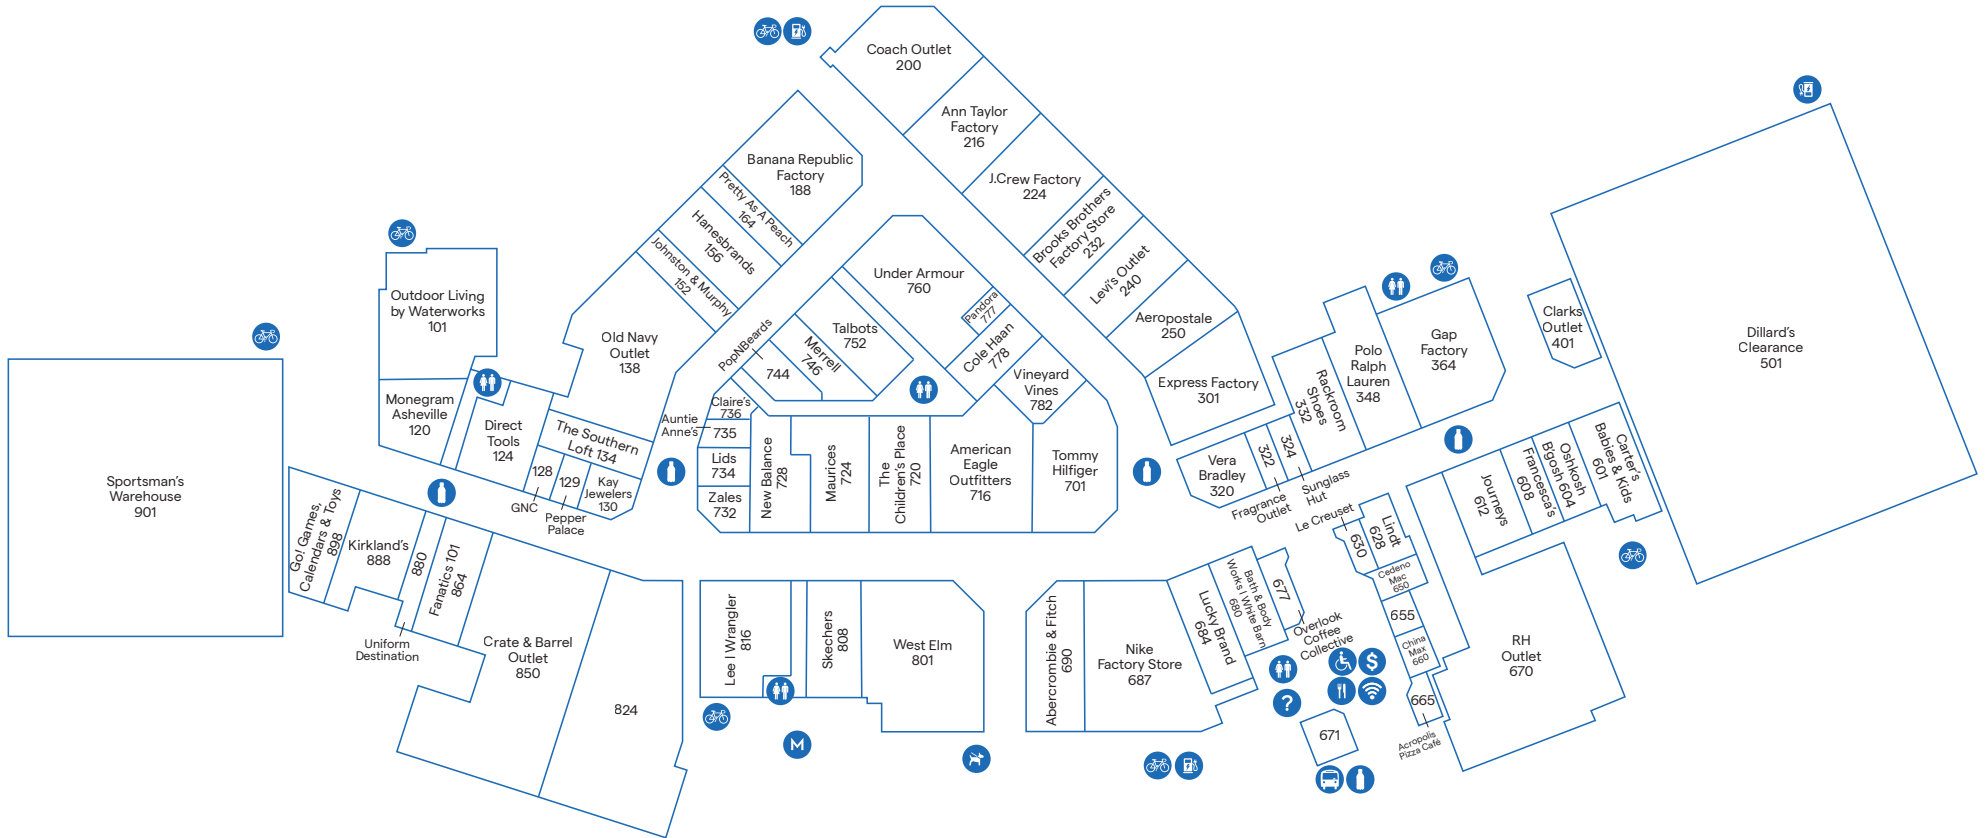 Coach Outlet
200
Ann Taylor
Factory
216
J.Crew Factory
224
Brooks Brothers
Factory Store
232
Levi's Outlet
240
Aeropostale
250
Express Factory
301
Banana Republic
Factory
188
Pretty As A Peach
164
Hanesbrands
156
Johnston & Murphy
152
Old Navy
Outlet
138
Outdoor Living
by Waterworks
101
Monegram
Asheville
120
Direct
Tools
124
The Southern
Loft 134
128
GNC
129
Pepper
Palace
Kay
Jewelers
130
Sportsman's
Warehouse
901
Go! Games,
Calendars & Toys
898
Kirkland's
888
880
Uniform
Destination
Fanatics 101
864
Crate & Barrel
Outlet
850
824
Under Armour
760
Pandora
777
Cole Haan
778
Vineyard
Vines
782
Talbots
752
Merrell
746
PopNBeards
744
Claire's
736
Auntie
Anne's
735
Lids
734
Zales
732
New Balance
728
Maurices
724
The
Children's Place
720
American
Eagle
Outfitters
716
Tommy
Hilfiger
701
Lee | Wrangler
816
Skechers
808
West Elm
801
M
Abercrombie & Fitch
690
Nike
Factory Store
687
Lucky Brand
684
Bath & Body
Works | White Barn
680
677
Overlook
Coffee
Collective
?
$
671
Vera
Bradley
320
322
Fragrance
Outlet
324
Sunglass
Hut
Rackroom
Shoes
332
Polo
Ralph
Lauren
348
Gap
Factory
364
Clarks
Outlet
401
Dillard's
Clearance
501
Carter's
Babies & Kids
601
Oshkosh
B'gosh 604
Francesca's
608
Journeys
612
Le Creuset
630
Lindt
628
Cedeno
Mac
650
655
China
Max
660
665
Acropolis
Pizza Café
RH
Outlet
670